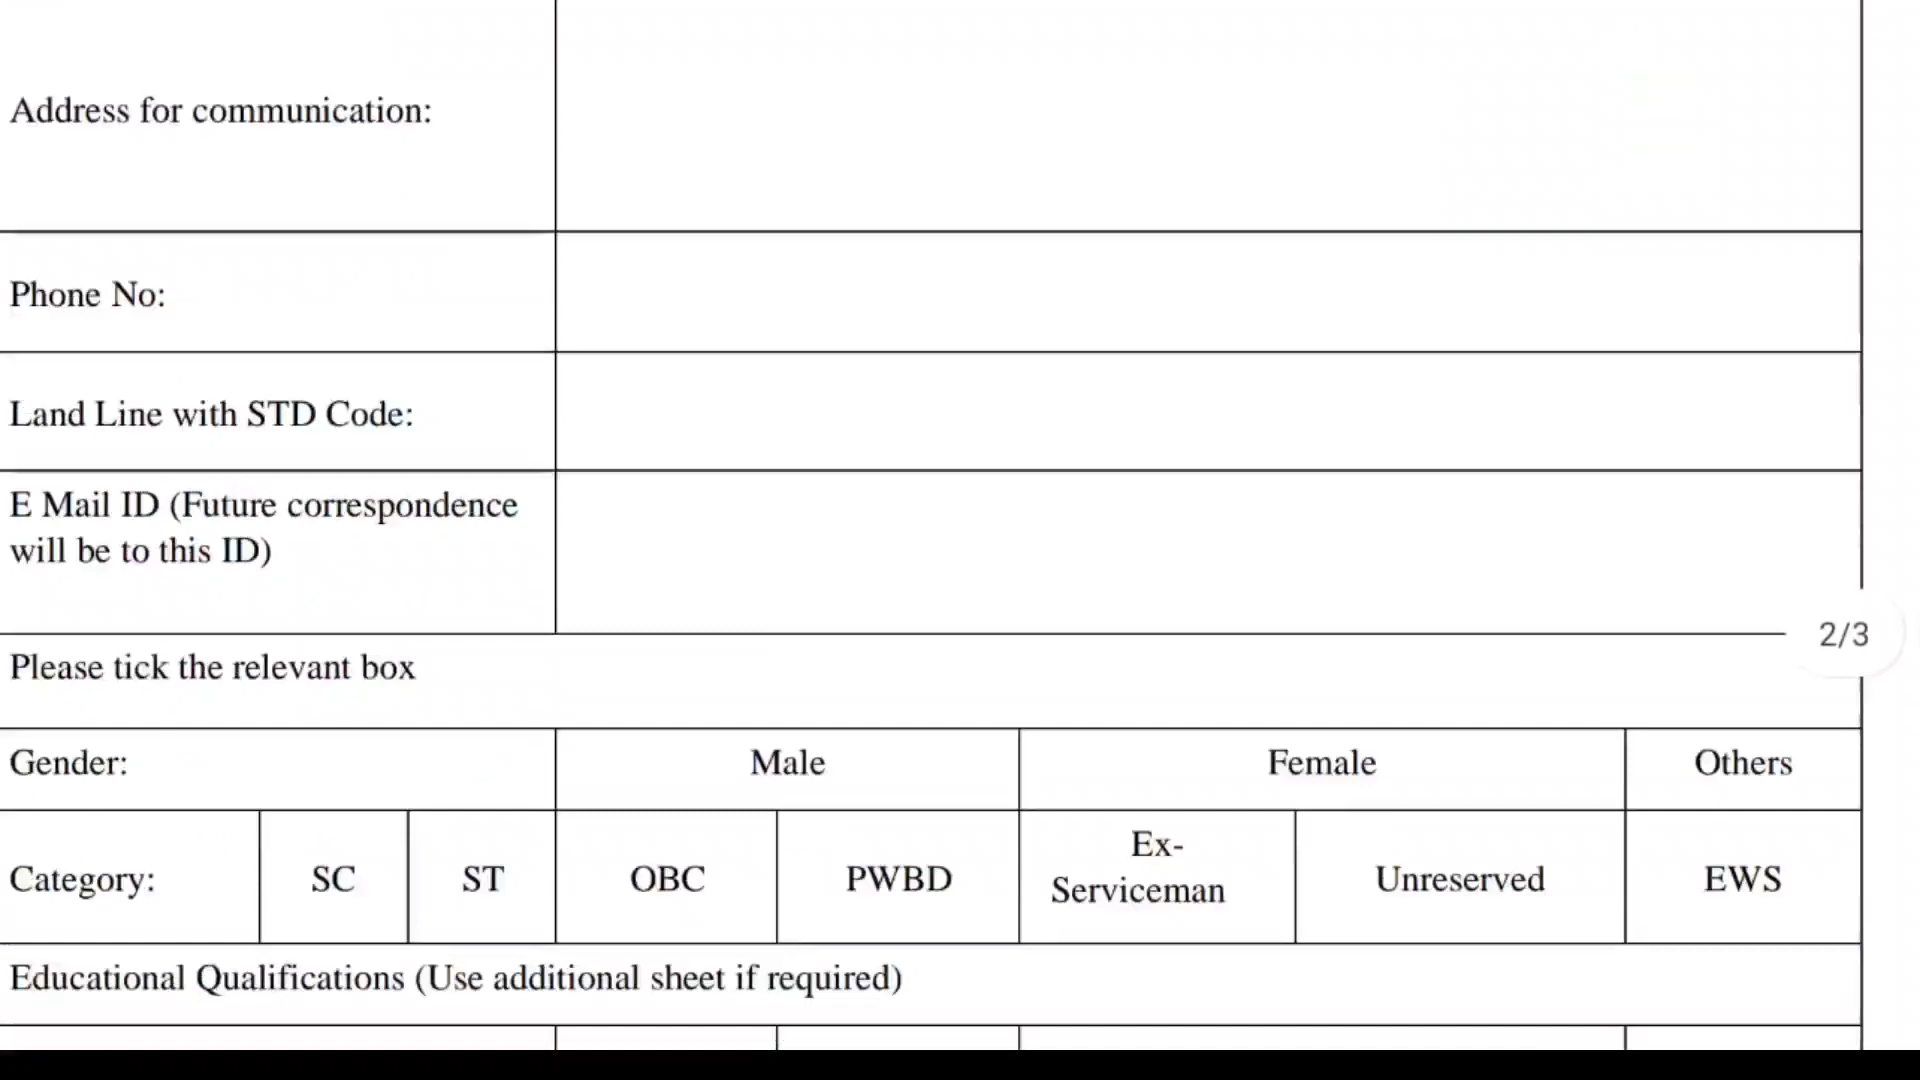 Address for communication:
Phone No:
Land Line with STD Code:
E Mail ID (Future correspondence
will be to this ID)
2/3
Please tick the relevant box
Gender: Male Female Others
Category: SC ST OBC PWBD Ex-
Serviceman Unreserved EWS
Educational Qualifications (Use additional sheet if required)